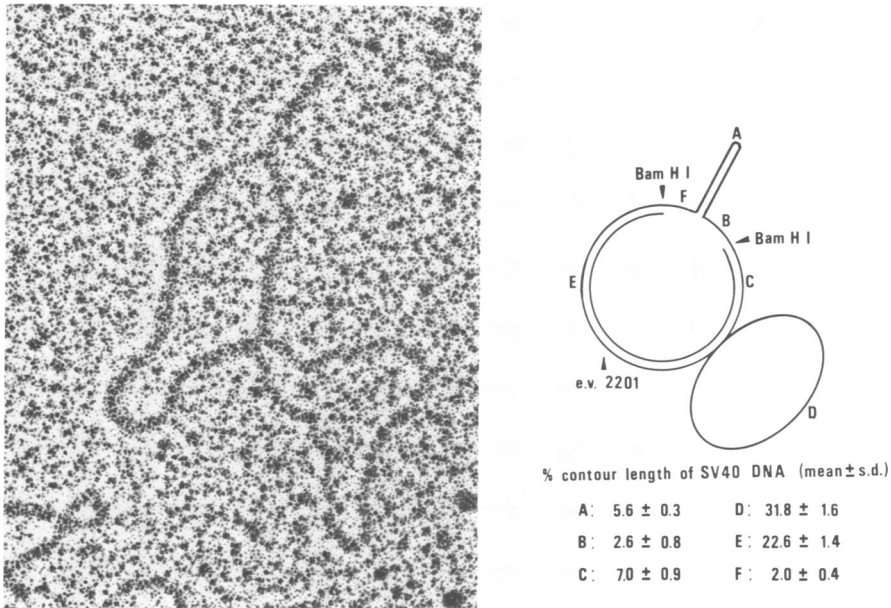 A
Bam H I
F
B
Bam H I
E
C
e.v. 2201
D
% contour length of SV40 DNA (mean ± s.d.)
A: 5.6 ± 0.3 D: 31.8 ± 1.6
B: 2.6 ± 0.8 E: 22.6 ± 1.4
C: 7.0 ± 0.9 F: 2.0 ± 0.4